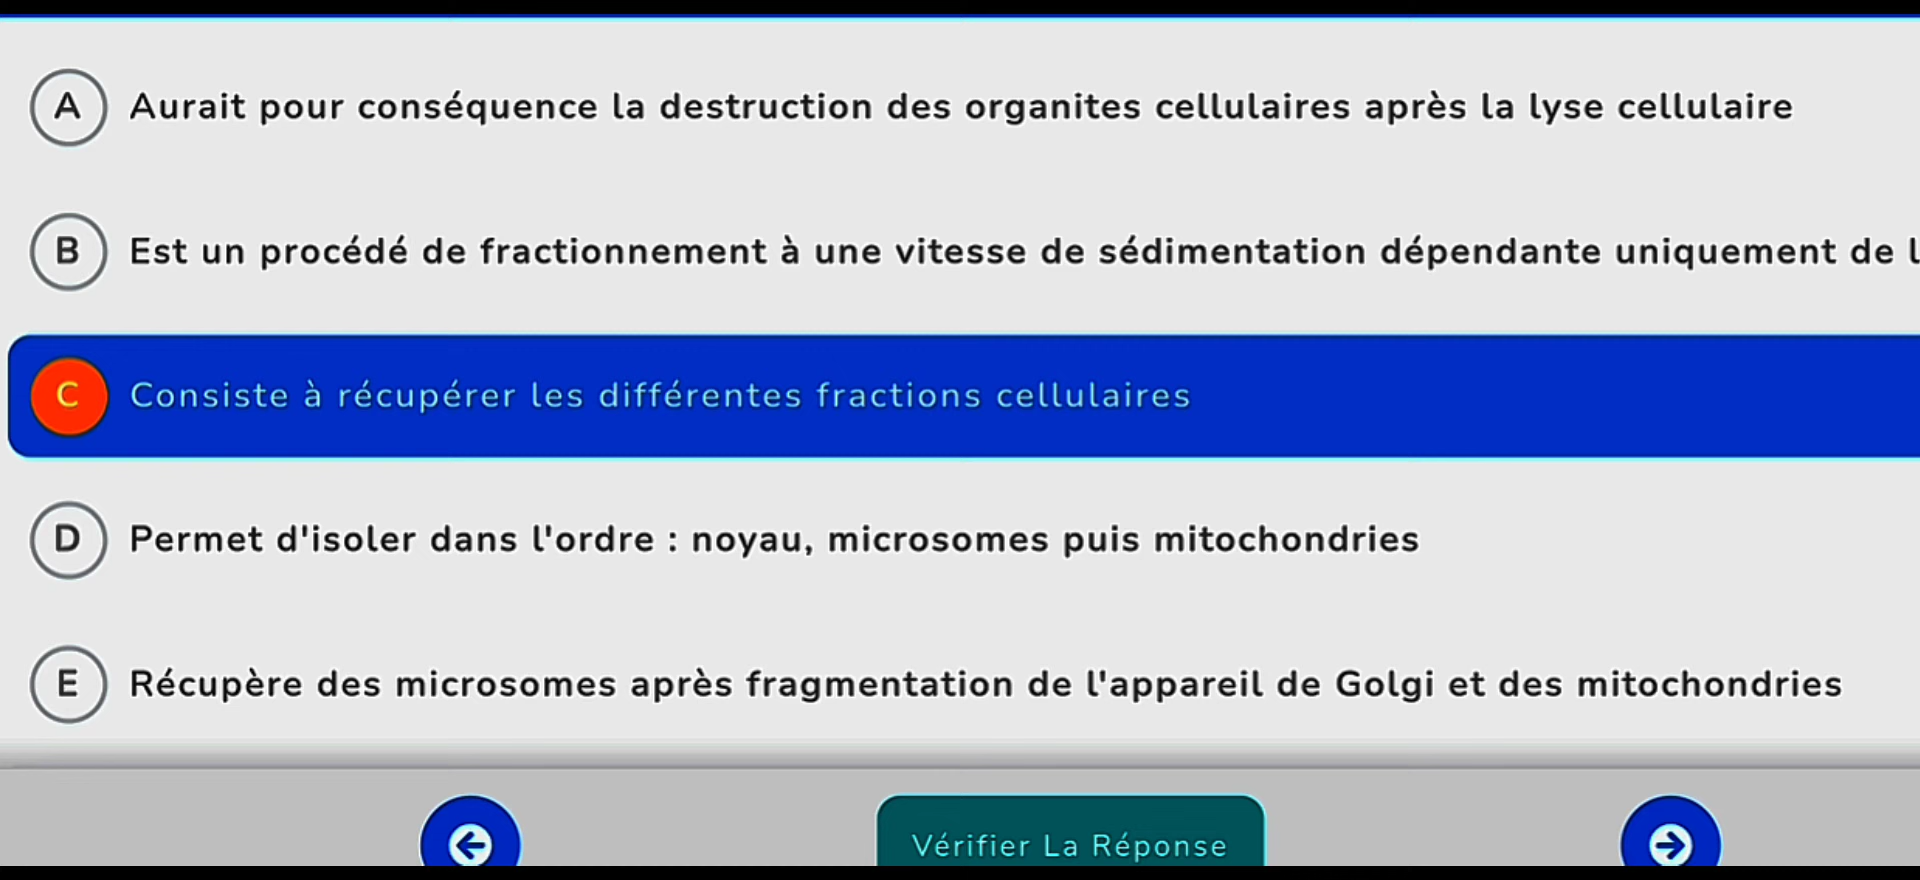 A Aurait pour conséquence la destruction des organites cellulaires après la lyse cellulaire
B Est un procédé de fractionnement à une vitesse de sédimentation dépendante uniquement de
C Consiste à récupérer les différentes fractions cellulaires
D Permet d'isoler dans l'ordre : noyau, microsomes puis mitochondries
E Récupère des microsomes après fragmentation de l'appareil de Golgi et des mitochondries
Vérifier La Réponse